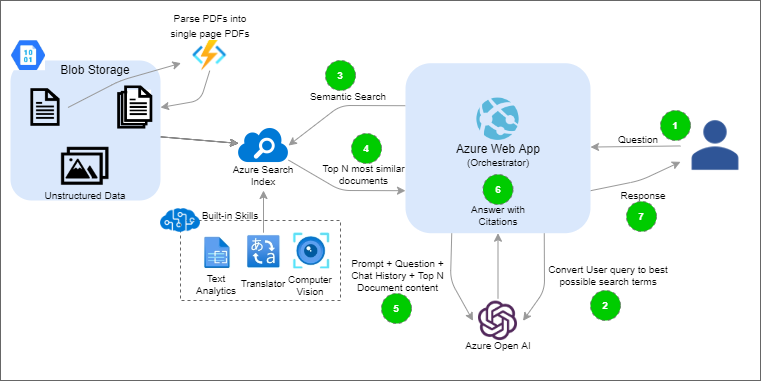 Parse PDFs into
single page PDFs
10
01
Blob Storage
Unstructured Data
3
Semantic Search
Azure Search
Index
4
Top N most similar
documents
Azure Web App
(Orchestrator)
6
Answer with
Citations
1
Question
Response
7
Built-in Skills
Text
Analytics
あ
a
Translator
Computer
Vision
Prompt + Question +
Chat History + Top N
Document content
5
Convert User query to best
possible search terms
2
Azure Open AI